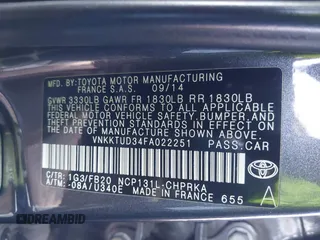 MFD. BY:TOYOTA MOTOR MANUFACTURING
FRANCE S.A.S. 09/14
GVWR 3330LB GAWR FR 1830LB RR 1830LB
THIS VEHICLE CONFORMS TO ALL APPLICABLE
FEDERAL MOTOR VEHICLE SAFETY, BUMPER, AND
THEFT PREVENTION STANDARDS IN EFFECT ON
THE DATE OF MANUFACTURE SHOWN ABOVE.
VNKKTUD34FA022251 PASS.CAR
TOYOTA
C/TR: 1G3/FB20 NCP131L-CHPRKA
A/TM: -08A/U340E MADE IN FRANCE 655
A
DREAMBID